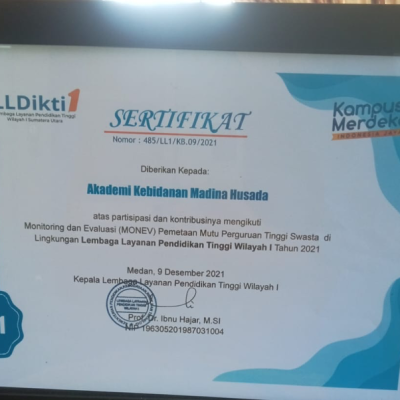 LLDikti1
Lembaga Layanan Pendidikan Tinggi
Wilayah I Sumatera Utara
Kampus
Merdeka
INDONESIA JAYA
SERTIFIKAT
Nomor : 485/LL1/KB.09/2021
Diberikan Kepada:
Akademi Kebidanan Madina Husada
atas partisipasi dan kontribusinya mengikuti
Monitoring dan Evaluasi (MONEV) Pemetaan Mutu Perguruan Tinggi Swasta di
Lingkungan Lembaga Layanan Pendidikan Tinggi Wilayah I Tahun 2021
Medan, 9 Desember 2021
Kepala Lembaga Layanan Pendidikan Tinggi Wilayah I
Prof. Dr. Ibnu Hajar, M.SI
196305201987031004